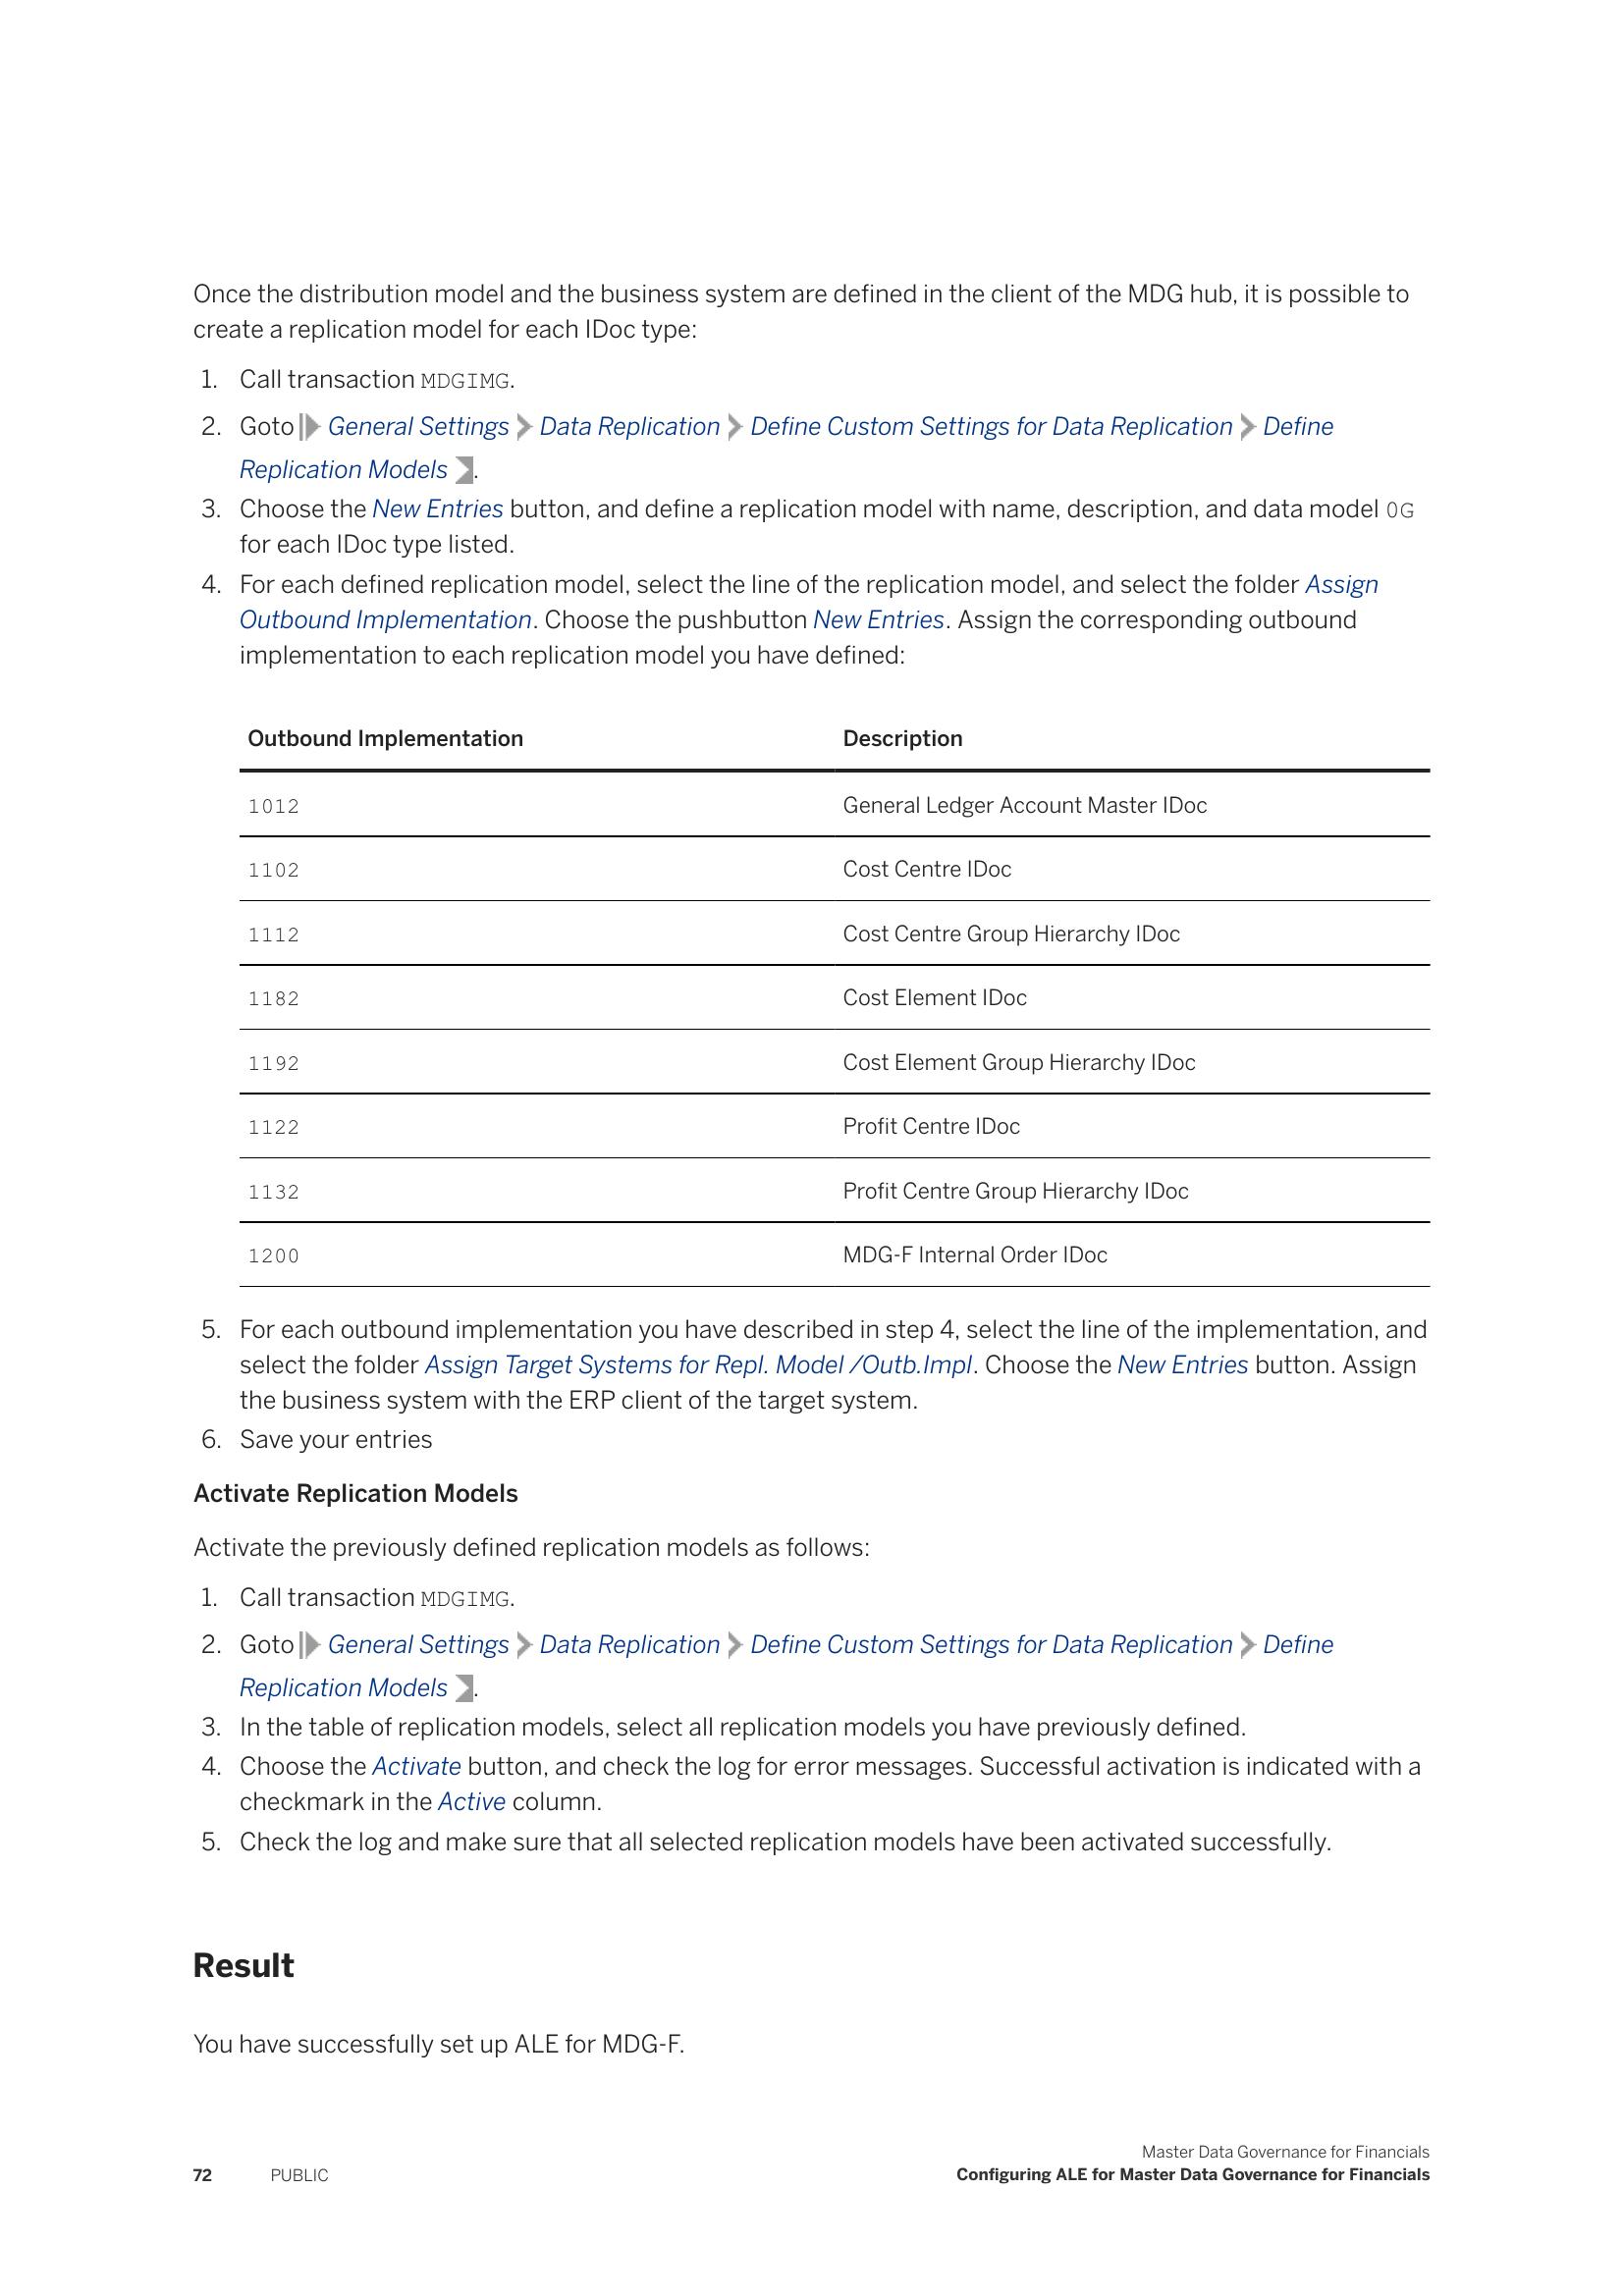 Once the distribution model and the business system are defined in the client of the MDG hub, it is possible to
create a replication model for each IDoc type:
1. Call transaction MDGIMG.
2. Goto General Settings Data Replication Define Custom Settings for Data Replication Define
Replication Models .
3. Choose the New Entries button, and define a replication model with name, description, and data model 0G
for each IDoc type listed.
4. For each defined replication model, select the line of the replication model, and select the folder Assign
Outbound Implementation. Choose the pushbutton New Entries. Assign the corresponding outbound
implementation to each replication model you have defined:
Outbound Implementation Description
1012 General Ledger Account Master IDoc
1102 Cost Centre IDoc
1112 Cost Centre Group Hierarchy IDoc
1182 Cost Element IDoc
1192 Cost Element Group Hierarchy IDoc
1122 Profit Centre IDoc
1132 Profit Centre Group Hierarchy IDoc
1200 MDG-F Internal Order IDoc
5. For each outbound implementation you have described in step 4, select the line of the implementation, and
select the folder Assign Target Systems for Repl. Model /Outb.Impl. Choose the New Entries button. Assign
the business system with the ERP client of the target system.
6. Save your entries
Activate Replication Models
Activate the previously defined replication models as follows:
1. Call transaction MDGIMG.
2. Goto General Settings Data Replication Define Custom Settings for Data Replication Define
Replication Models .
3. In the table of replication models, select all replication models you have previously defined.
4. Choose the Activate button, and check the log for error messages. Successful activation is indicated with a
checkmark in the Active column.
5. Check the log and make sure that all selected replication models have been activated successfully.
Result
You have successfully set up ALE for MDG-F.
Master Data Governance for Financials
72 PUBLIC Configuring ALE for Master Data Governance for Financials